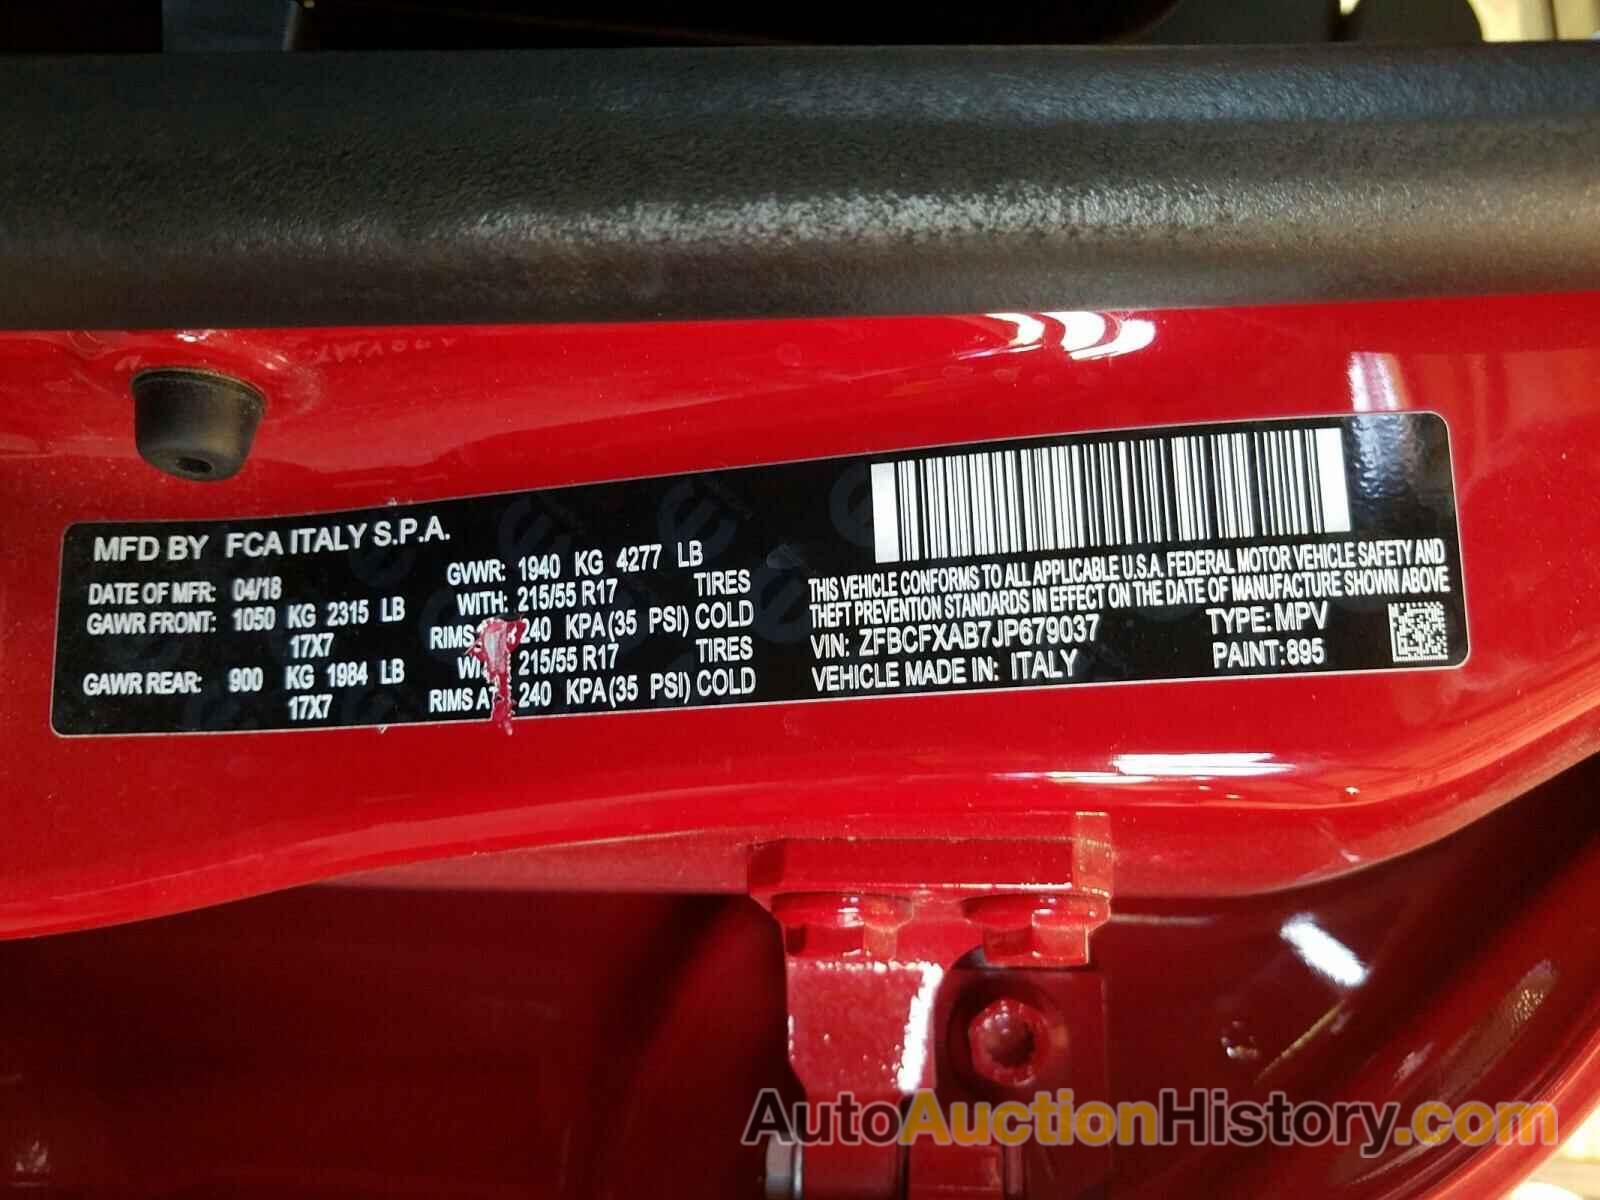 MFD BY FCA ITALY S.P.A.
DATE OF MFR: 04/18 GVWR: 1940 KG 4277 LB
GAWR FRONT: 1050 KG 2315 LB WITH: 215/55 R17 TIRES
17X7 RIMS 240 KPA (35 PSI) COLD
GAWR REAR: 900 KG 1984 LB 215/55 R17 TIRES
17X7 RIMS 240 KPA (35 PSI) COLD
THIS VEHICLE CONFORMS TO ALL APPLICABLE U.S.A. FEDERAL MOTOR VEHICLE SAFETY AND
THEFT PREVENTION STANDARDS IN EFFECT ON THE DATE OF MANUFACTURE SHOWN ABOVE
VIN: ZFBCFXAB7JP679037 TYPE: MPV
VEHICLE MADE IN: ITALY PAINT: 895
AutoAuctionHistory.com